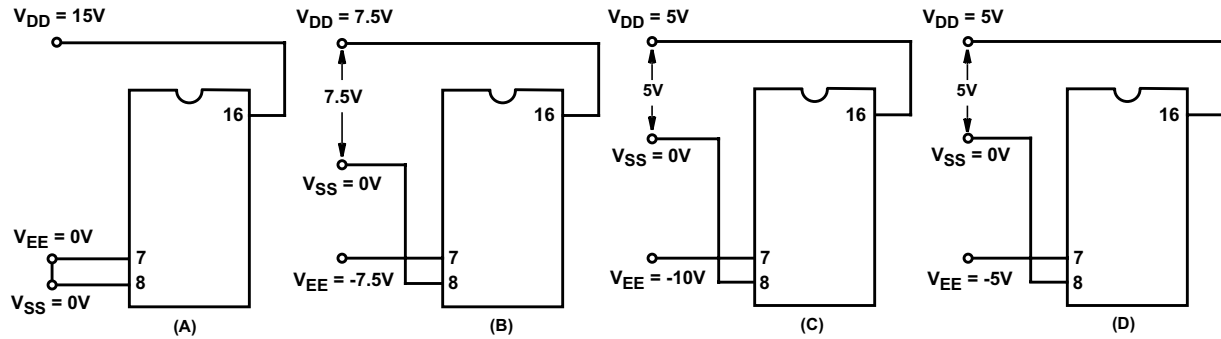 V_DD = 15V
16
V_EE = 0V
7
8
V_SS = 0V
(A)
V_DD = 7.5V
7.5V
16
V_SS = 0V
7
V_EE = -7.5V
8
(B)
V_DD = 5V
5V
16
V_SS = 0V
7
V_EE = -10V
8
(C)
V_DD = 5V
5V
16
V_SS = 0V
7
V_EE = -5V
8
(D)